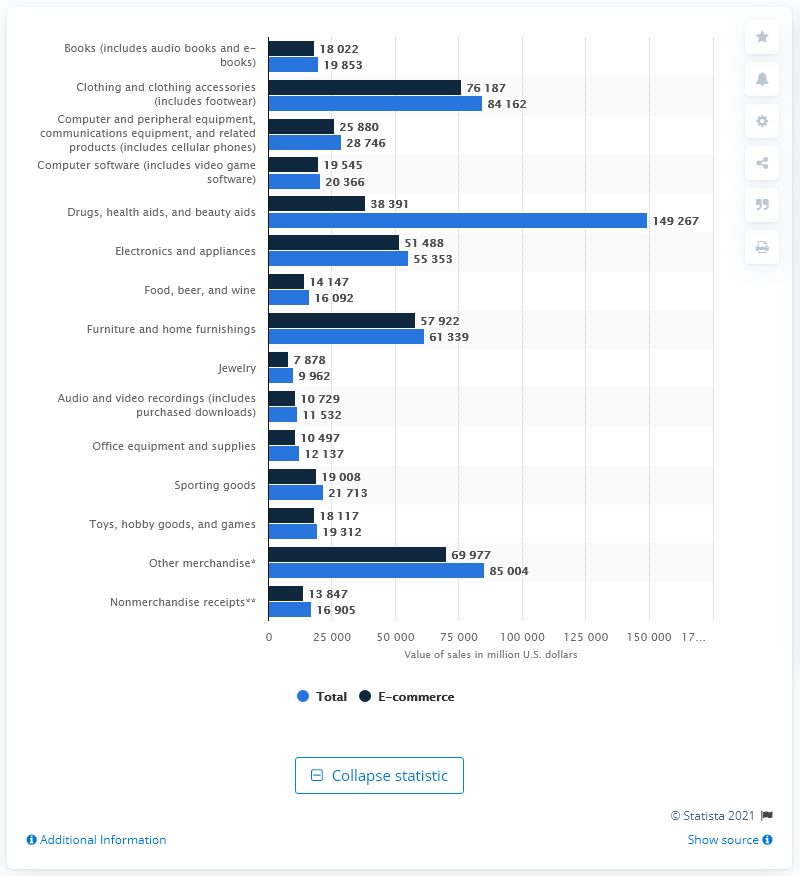 Books (includes audio books and e-
books)
18 022
19 853
Clothing and clothing accessories
(includes footwear)
76 187
84 162
Computer and peripheral equipment,
communications equipment, and related
products (includes cellular phones)
25 880
28 746
Computer software (includes video game
software)
19 545
20 366
Drugs, health aids, and beauty aids
38 391
149 267
Electronics and appliances
51 488
55 353
Food, beer, and wine
14 147
16 092
Furniture and home furnishings
57 922
61 339
Jewelry
7 878
9 962
Audio and video recordings (includes
purchased downloads)
10 729
11 532
Office equipment and supplies
10 497
12 137
Sporting goods
19 008
21 713
Toys, hobby goods, and games
18 117
19 312
Other merchandise*
69 977
85 004
Nonmerchandise receipts**
13 847
16 905
0 25 000 50 000 75 000 100 000 125 000 150 000 17...
Value of sales in million U.S. dollars
Total E-commerce
Collapse statistic
© Statista 2021
Additional Information Show source